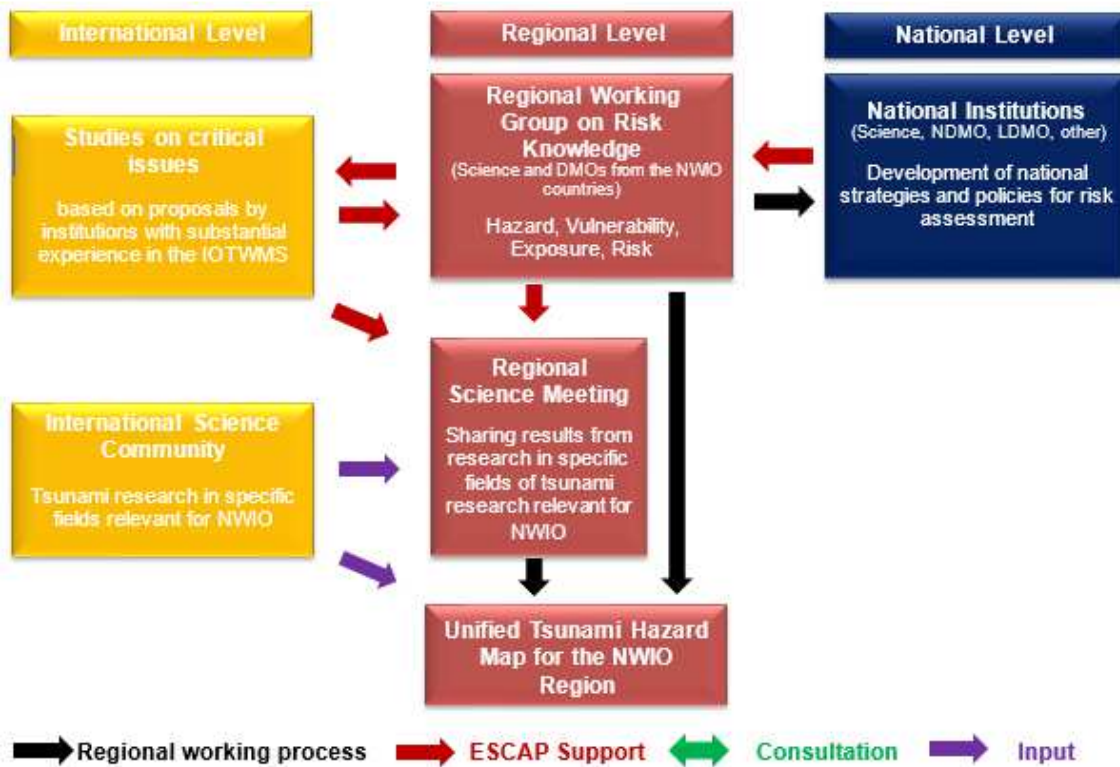 International Level
Regional Level
National Level
Studies on critical
issues
based on proposals by
institutions with substantial
experience in the IOTWMS
Regional Working
Group on Risk
Knowledge
(Science and DMOs from the NWIO
countries)
Hazard, Vulnerability,
Exposure, Risk
National Institutions
(Science, NDMO, LDMO, other)
Development of national
strategies and policies for risk
assessment
International Science
Community
Tsunami research in specific
fields relevant for NWIO
Regional
Science Meeting
Sharing results from
research in specific
fields of tsunami
research relevant for
NWIO
Unified Tsunami Hazard
Map for the NWIO
Region
Regional working process
ESCAP Support
Consultation
Input